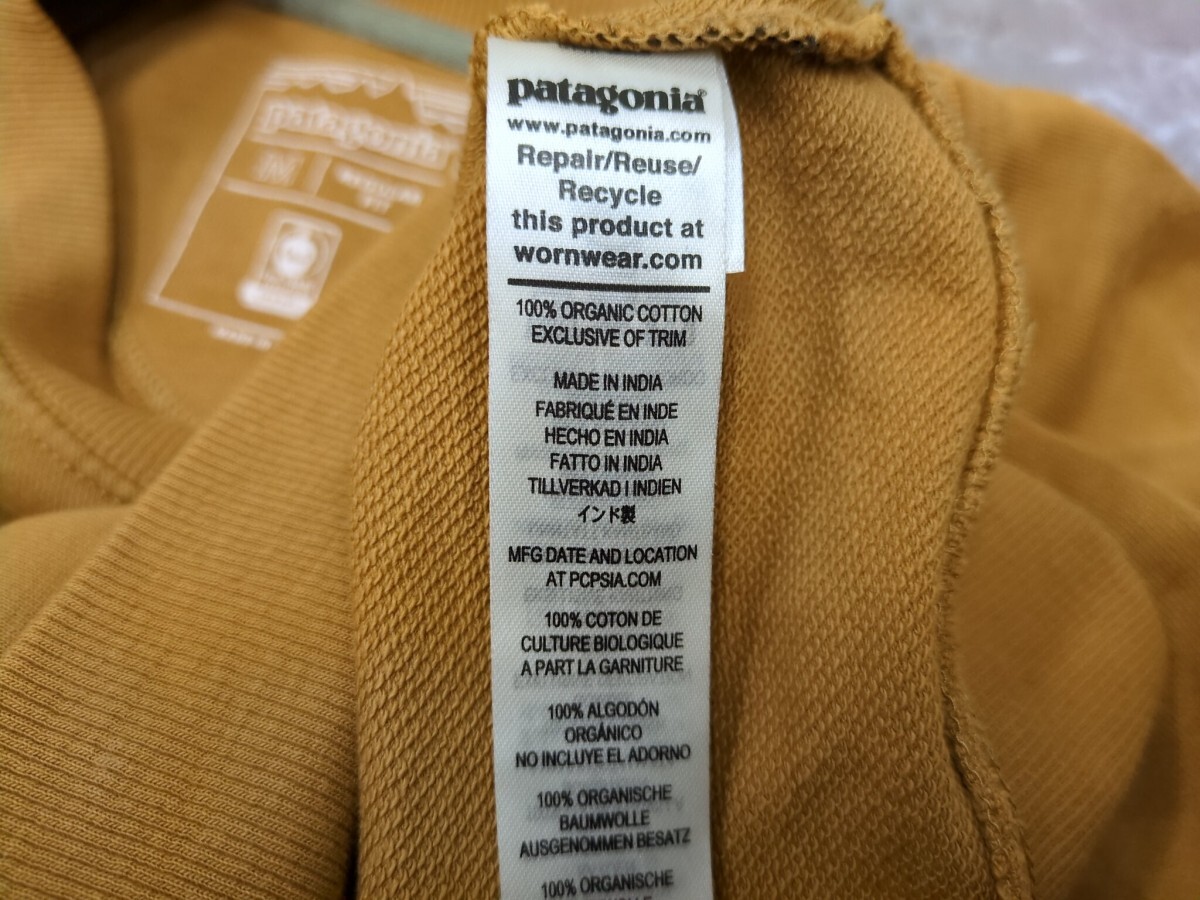 patagonia®
www.patagonia.com
Repair/Reuse/
Recycle
this product at
wornwear.com
100% ORGANIC COTTON
EXCLUSIVE OF TRIM
MADE IN INDIA
FABRIQUÉ EN INDE
HECHO EN INDIA
FATTO IN INDIA
TILLVERKAD I INDIEN
インド製
MFG DATE AND LOCATION
AT PCPSIA.COM
100% COTON DE
CULTURE BIOLOGIQUE
A PART LA GARNITURE
100% ALGODÓN
ORGÁNICO
NO INCLUYE EL ADORNO
100% ORGANISCHE
BAUMWOLLE
AUSGENOMMEN BESATZ
100% ORGANISCHE
patagonia
M
REGULAR
FIT